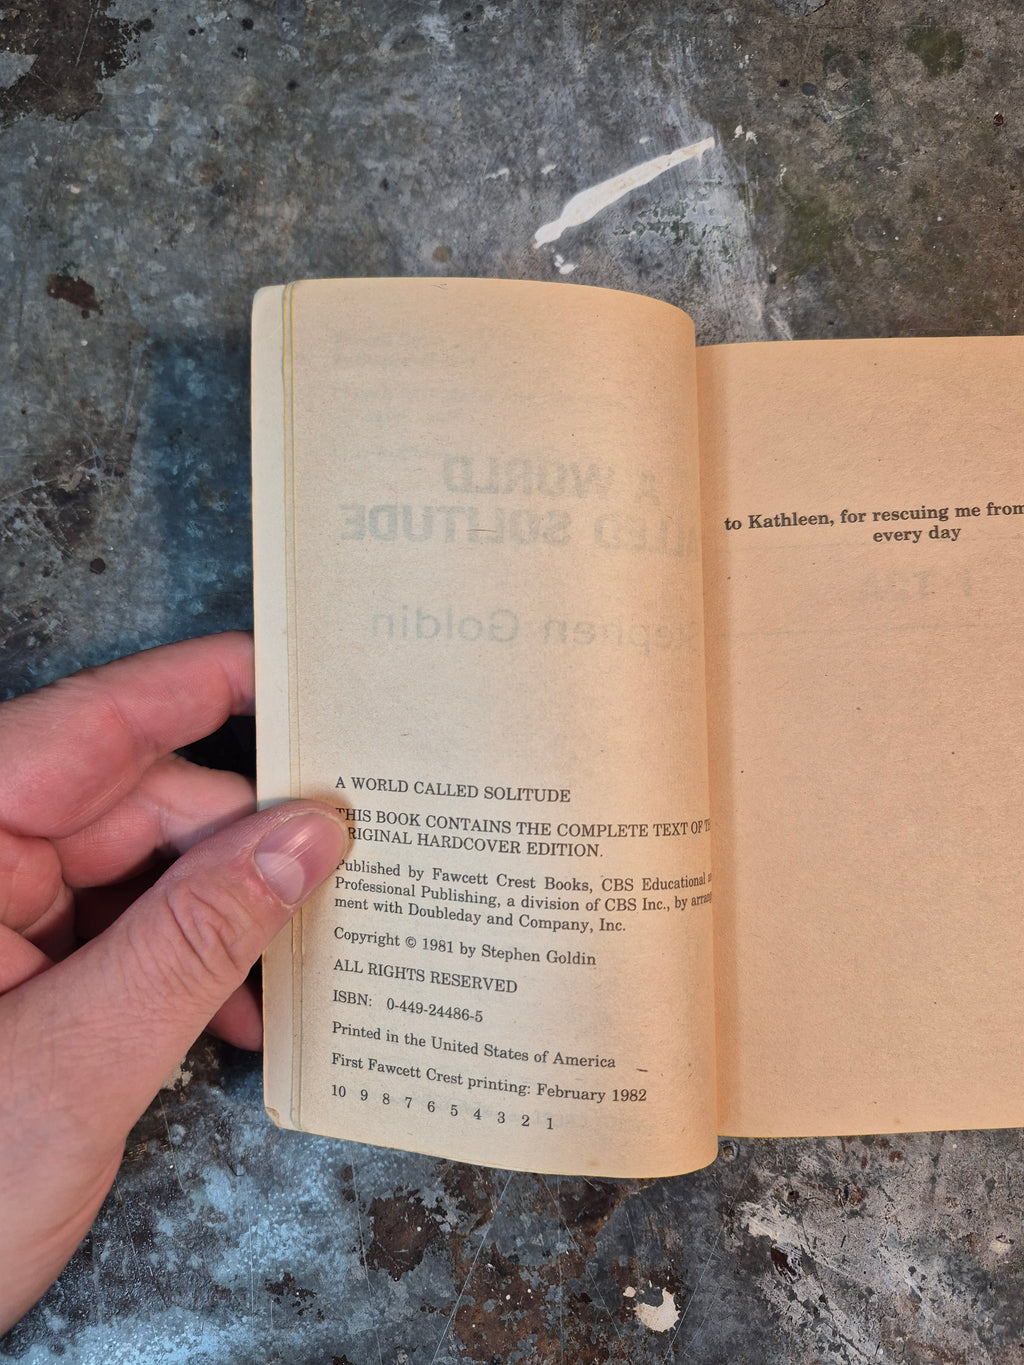 A WORLD CALLED SOLITUDE
THIS BOOK CONTAINS THE COMPLETE TEXT OF
ORIGINAL HARDCOVER EDITION.
Published by Fawcett Crest Books, CBS Educational
Professional Publishing, a division of CBS Inc., by arrange
ment with Doubleday and Company, Inc.
Copyright © 1981 by Stephen Goldin
ALL RIGHTS RESERVED
ISBN: 0-449-24486-5
Printed in the United States of America
First Fawcett Crest printing: February 1982
10 9 8 7 6 5 4 3 2 1
to Kathleen, for rescuing me from
every day